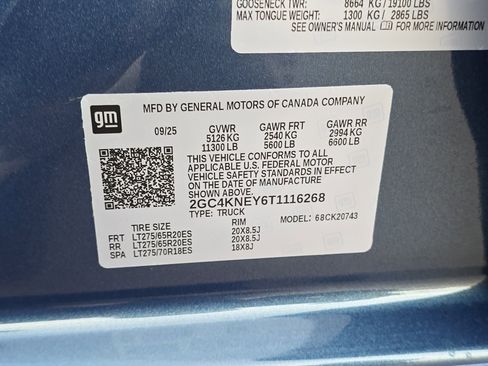 GOOSENECK TWR: 8664 KG/19100 LBS
MAX TONGUE WEIGHT: 1300 KG/ 2865 LBS
SEE OWNER'S MANUAL FOR MORE INFORMATION
gm
MFD BY GENERAL MOTORS OF CANADA COMPANY
09/25 GVWR GAWR FRT GAWR RR
5126 KG 2540 KG 2994 KG
11300 LB 5600 LB 6600 LB
THIS VEHICLE CONFORMS TO ALL
APPLICABLE U.S. FEDERAL MOTOR
VEHICLE SAFETY STANDARDS IN EFFECT
ON THE DATE OF MANUFACTURE
SHOWN ABOVE.
2GC4KNEY6T1116268
TYPE: TRUCK MODEL: 68CK20743
TIRE SIZE RIM
FRT LT275/65R20ES 20X8.5J
RR LT275/65R20ES 20X8.5J
SPA LT275/70R18ES 18X8J